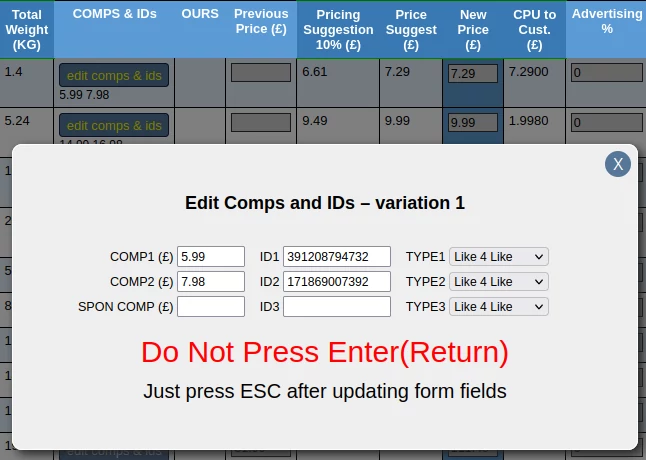 Total Weight (KG) COMPS & IDs OURS Previous Price (£) Pricing Suggestion 10% (£) Price Suggest (£) New Price (£) CPU to Cust. (£) Advertising %
1.4 edit comps & ids 6.61 7.29 7.29 7.2900 0
5.99 7.98
5.24 edit comps & ids 9.49 9.99 9.99 1.9980 0
X
Edit Comps and IDs – variation 1
COMP1 (£) 5.99 ID1 391208794732 TYPE1 Like 4 Like
COMP2 (£) 7.98 ID2 171869007392 TYPE2 Like 4 Like
SPON COMP (£) ID3 TYPE3 Like 4 Like
Do Not Press Enter(Return)
Just press ESC after updating form fields
edit comps & ids